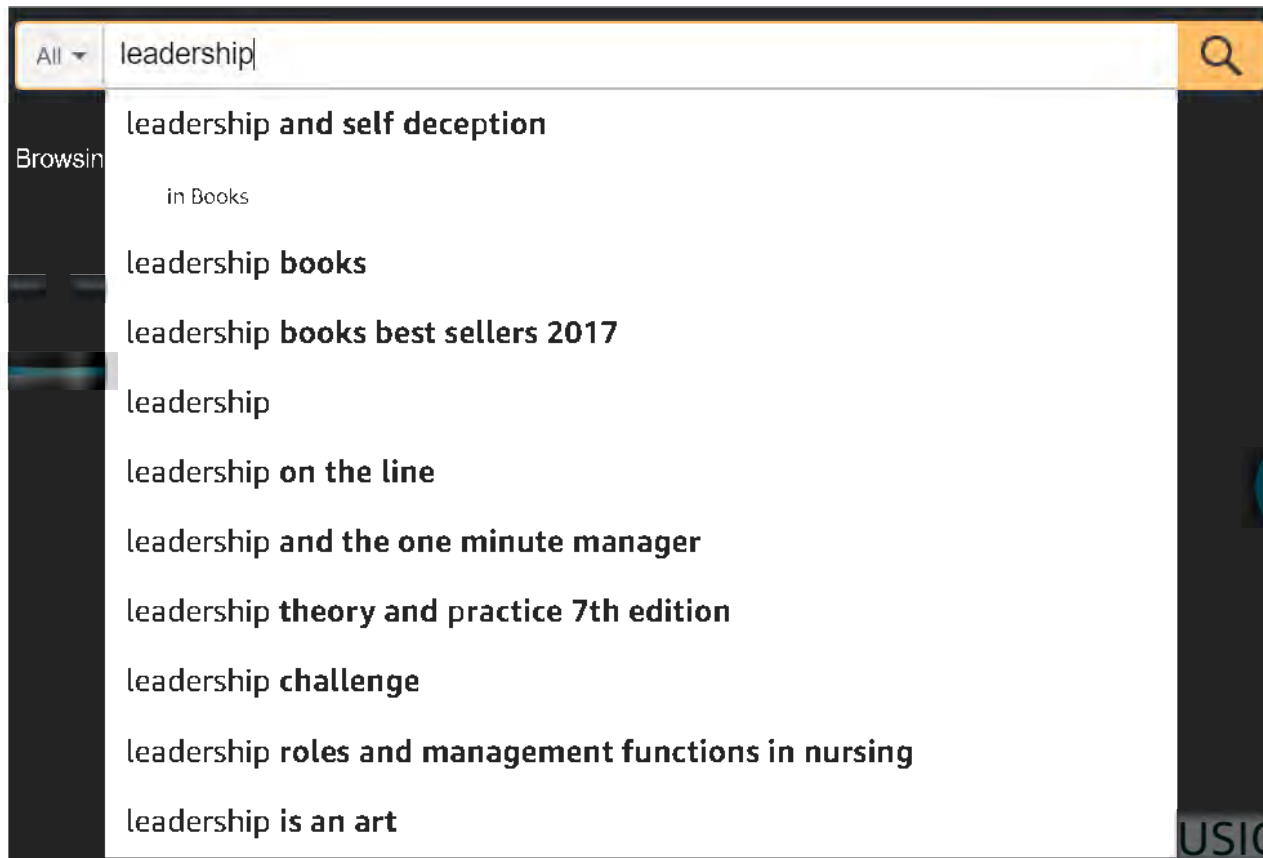 All leadership
leadership and self deception
Browsin
in Books
leadership books
leadership books best sellers 2017
leadership
leadership on the line
leadership and the one minute manager
leadership theory and practice 7th edition
leadership challenge
leadership roles and management functions in nursing
leadership is an art
USIC